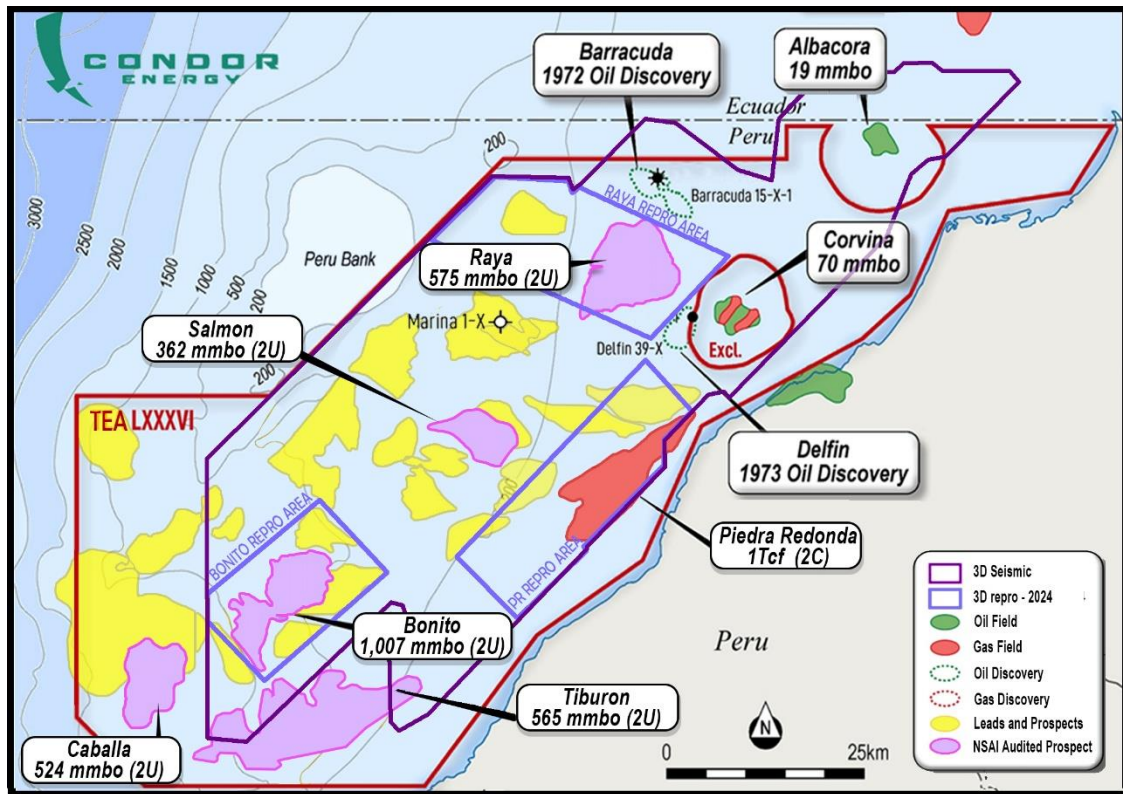 CONDOR
ENERGY
Barracuda
1972 Oil Discovery
Albacora
19 mmbo
Ecuador
Peru
200
3000
2500
2000
1500
1000
500
200
Peru Bank
RAYA REPRO AREA
Barracuda 15-X-1
Raya
575 mmbo (2U)
Corvina
70 mmbo
Marina 1-X
Delfin 39-X
Excl.
Salmon
362 mmbo (2U)
200
TEA LXXXVI
Delfin
1973 Oil Discovery
200
BONITO REPRO AREA
PR REPRO AREA
Piedra Redonda
1Tcf (2C)
Bonito
1,007 mmbo (2U)
Tiburon
565 mmbo (2U)
Caballa
524 mmbo (2U)
Peru
N
0 25km
3D Seismic
3D repro - 2024
Oil Field
Gas Field
Oil Discovery
Gas Discovery
Leads and Prospects
NSAI Audited Prospect